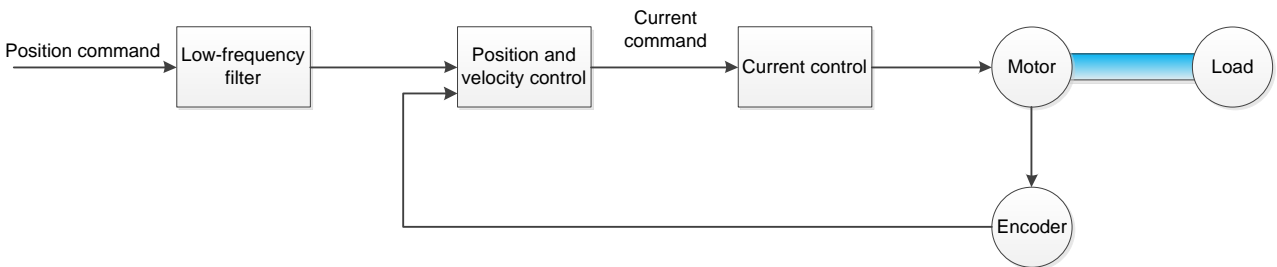 Position command
Low-frequency
filter
Position and
velocity control
Current
command
Current control
Motor
Load
Encoder